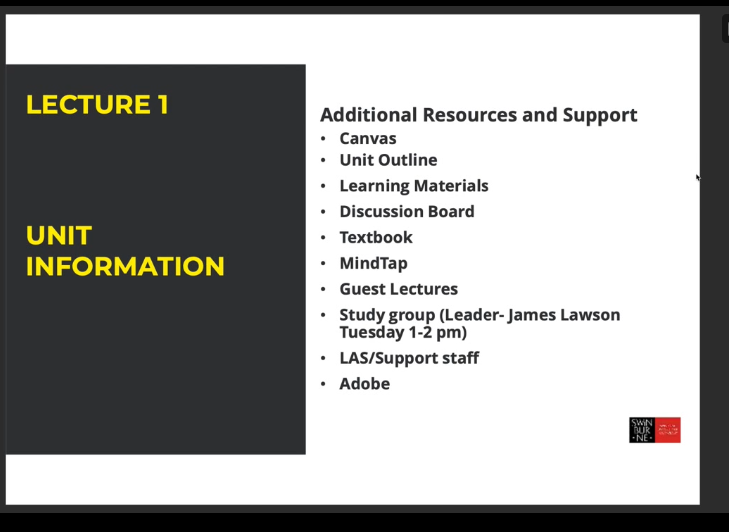 LECTURE 1
UNIT
INFORMATION
Additional Resources and Support
• Canvas
• Unit Outline
• Learning Materials
• Discussion Board
• Textbook
• MindTap
• Guest Lectures
• Study group (Leader- James Lawson
Tuesday 1-2 pm)
• LAS/Support staff
• Adobe
SWIN
BUR
• NE •